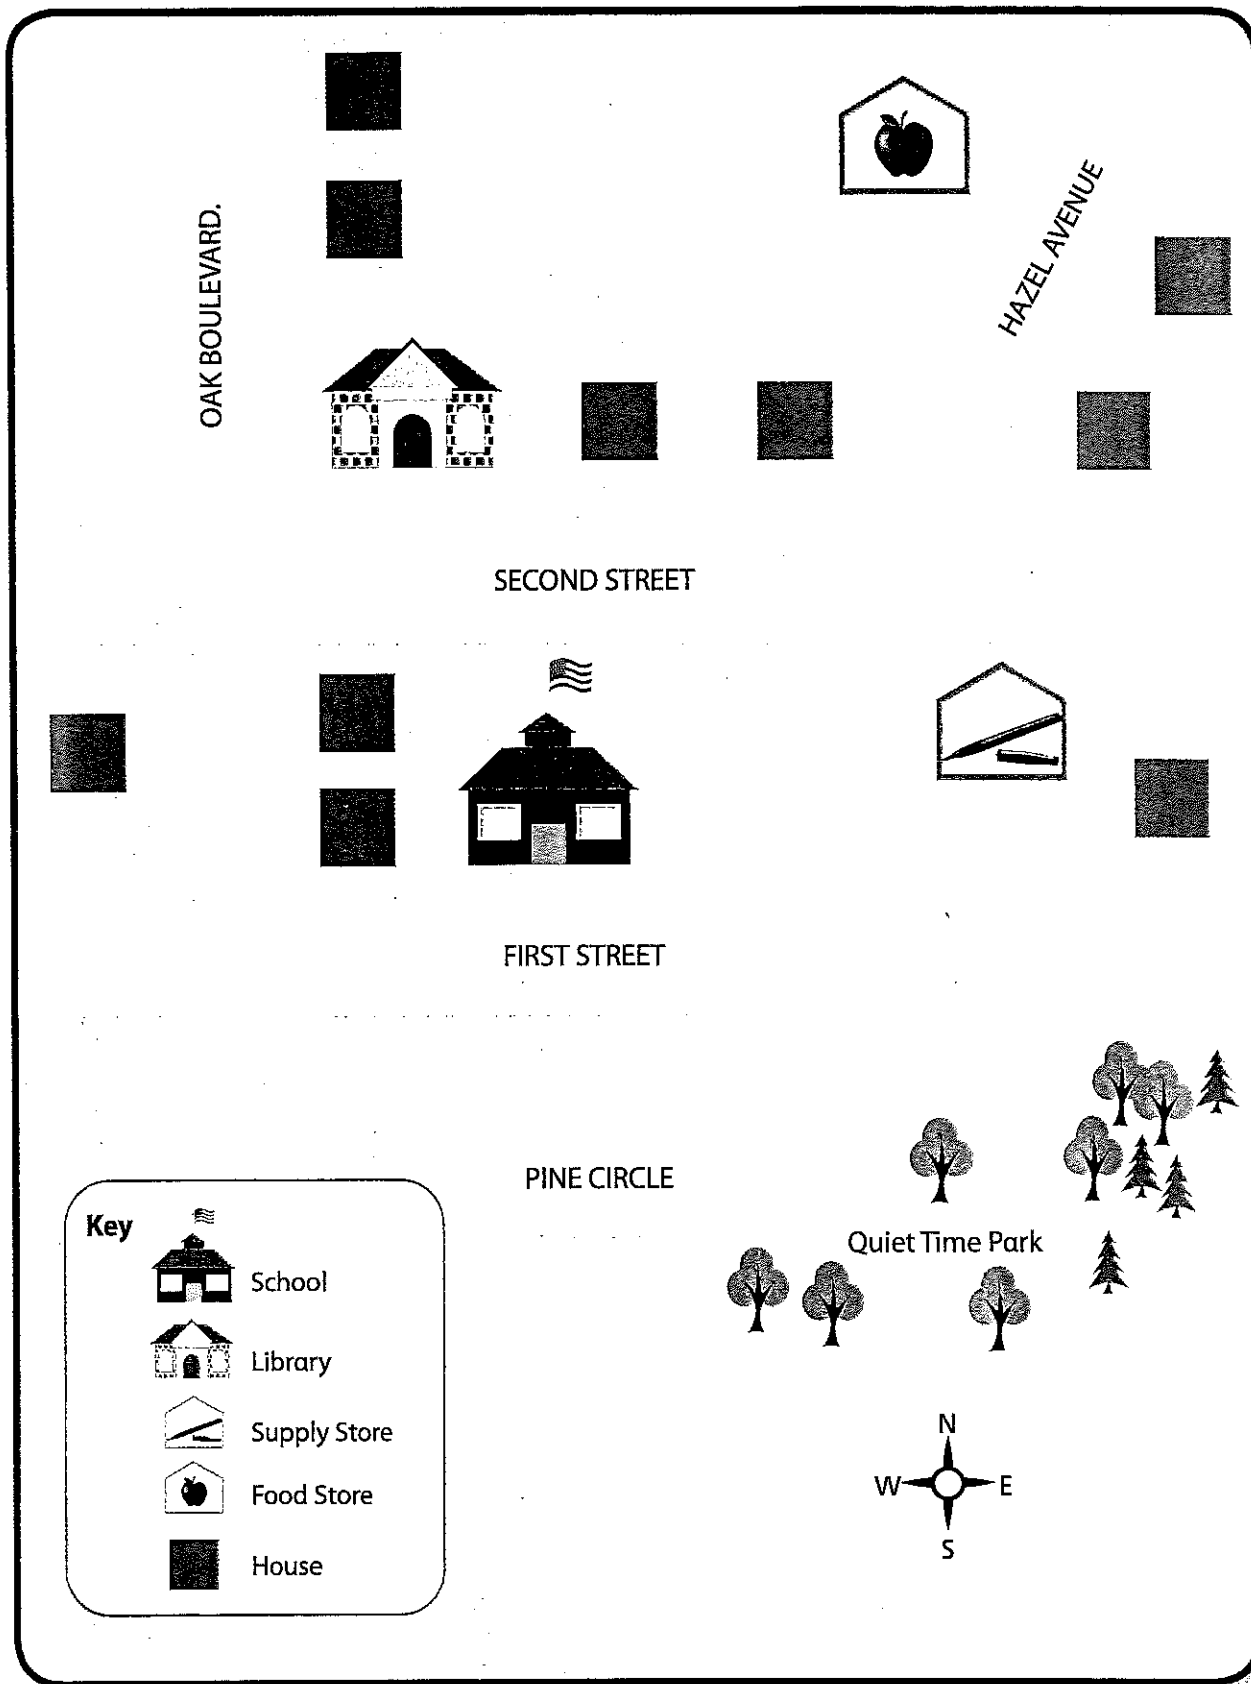 OAK BOULEVARD.
HAZEL AVENUE
SECOND STREET
FIRST STREET
PINE CIRCLE
Quiet Time Park
Key
School
Library
Supply Store
Food Store
House
N
W E
S